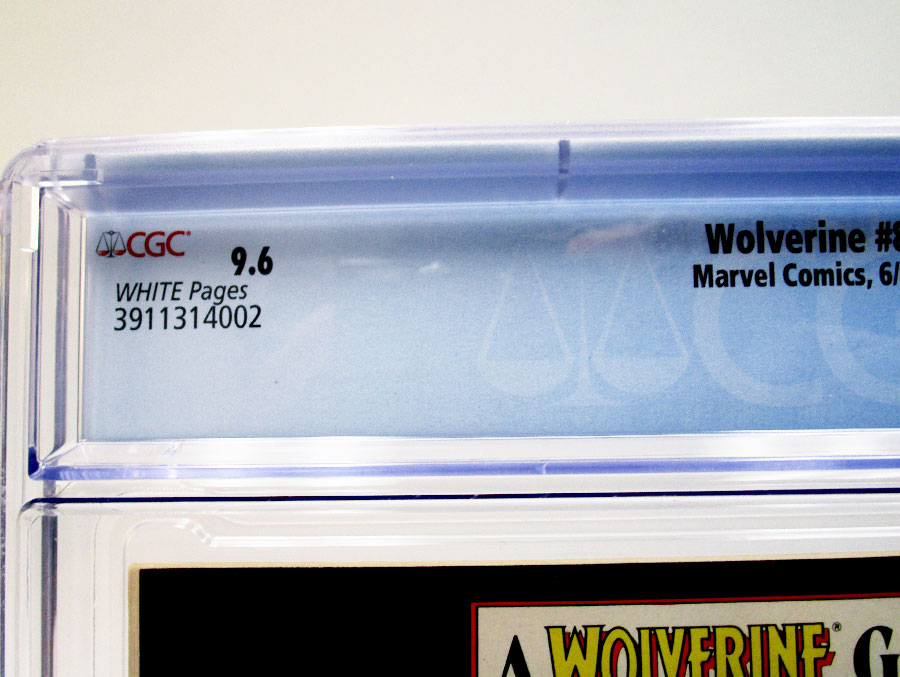 CGC
9.6
WHITE Pages
3911314002
Wolverine #8
Marvel Comics, 6/
A WOLVERINE® G